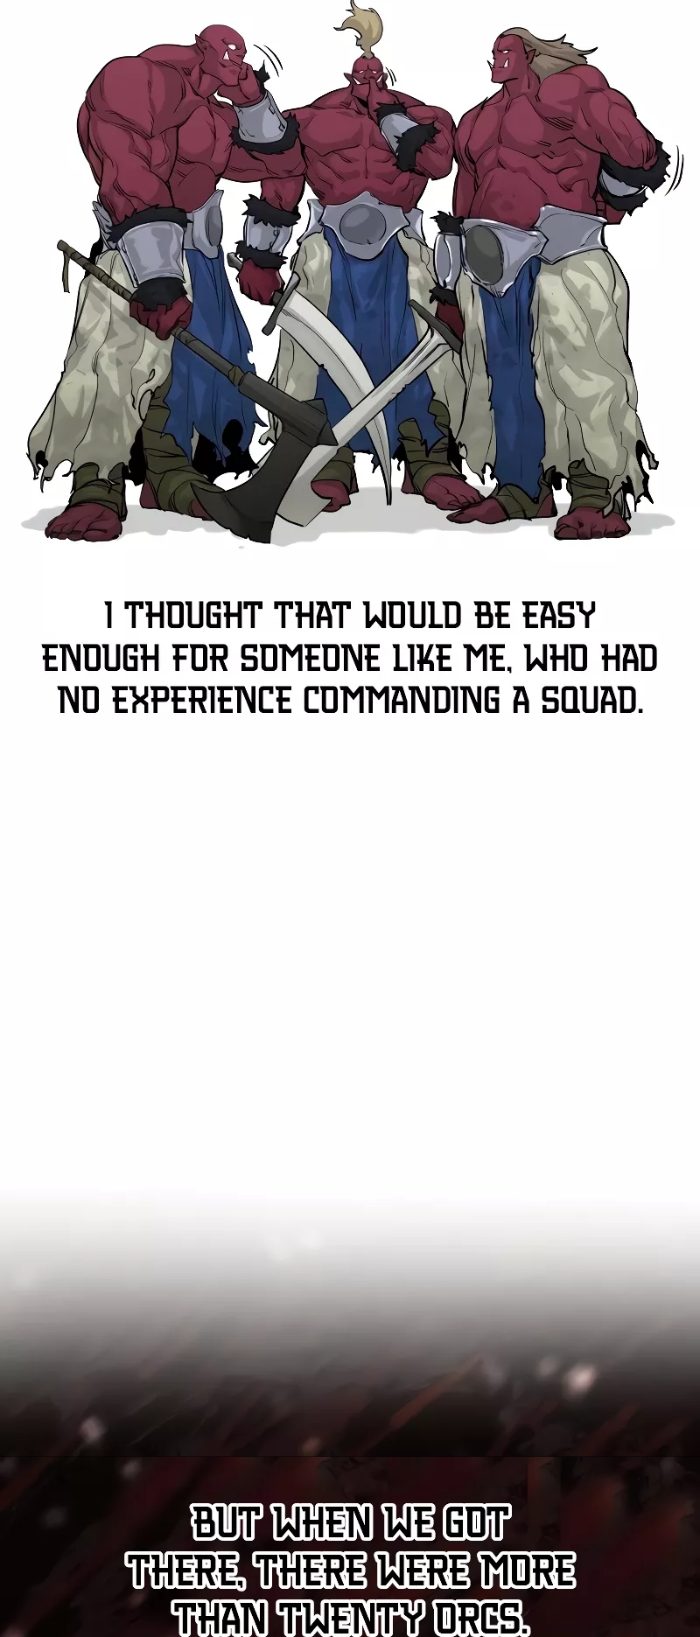 I THOUGHT THAT WOULD BE EASY
ENOUGH FOR SOMEONE LIKE ME, WHO HAD
NO EXPERIENCE COMMANDING A SQUAD.
BUT WHEN WE GOT
THERE, THERE WERE MORE
THAN TWENTY ORCS.